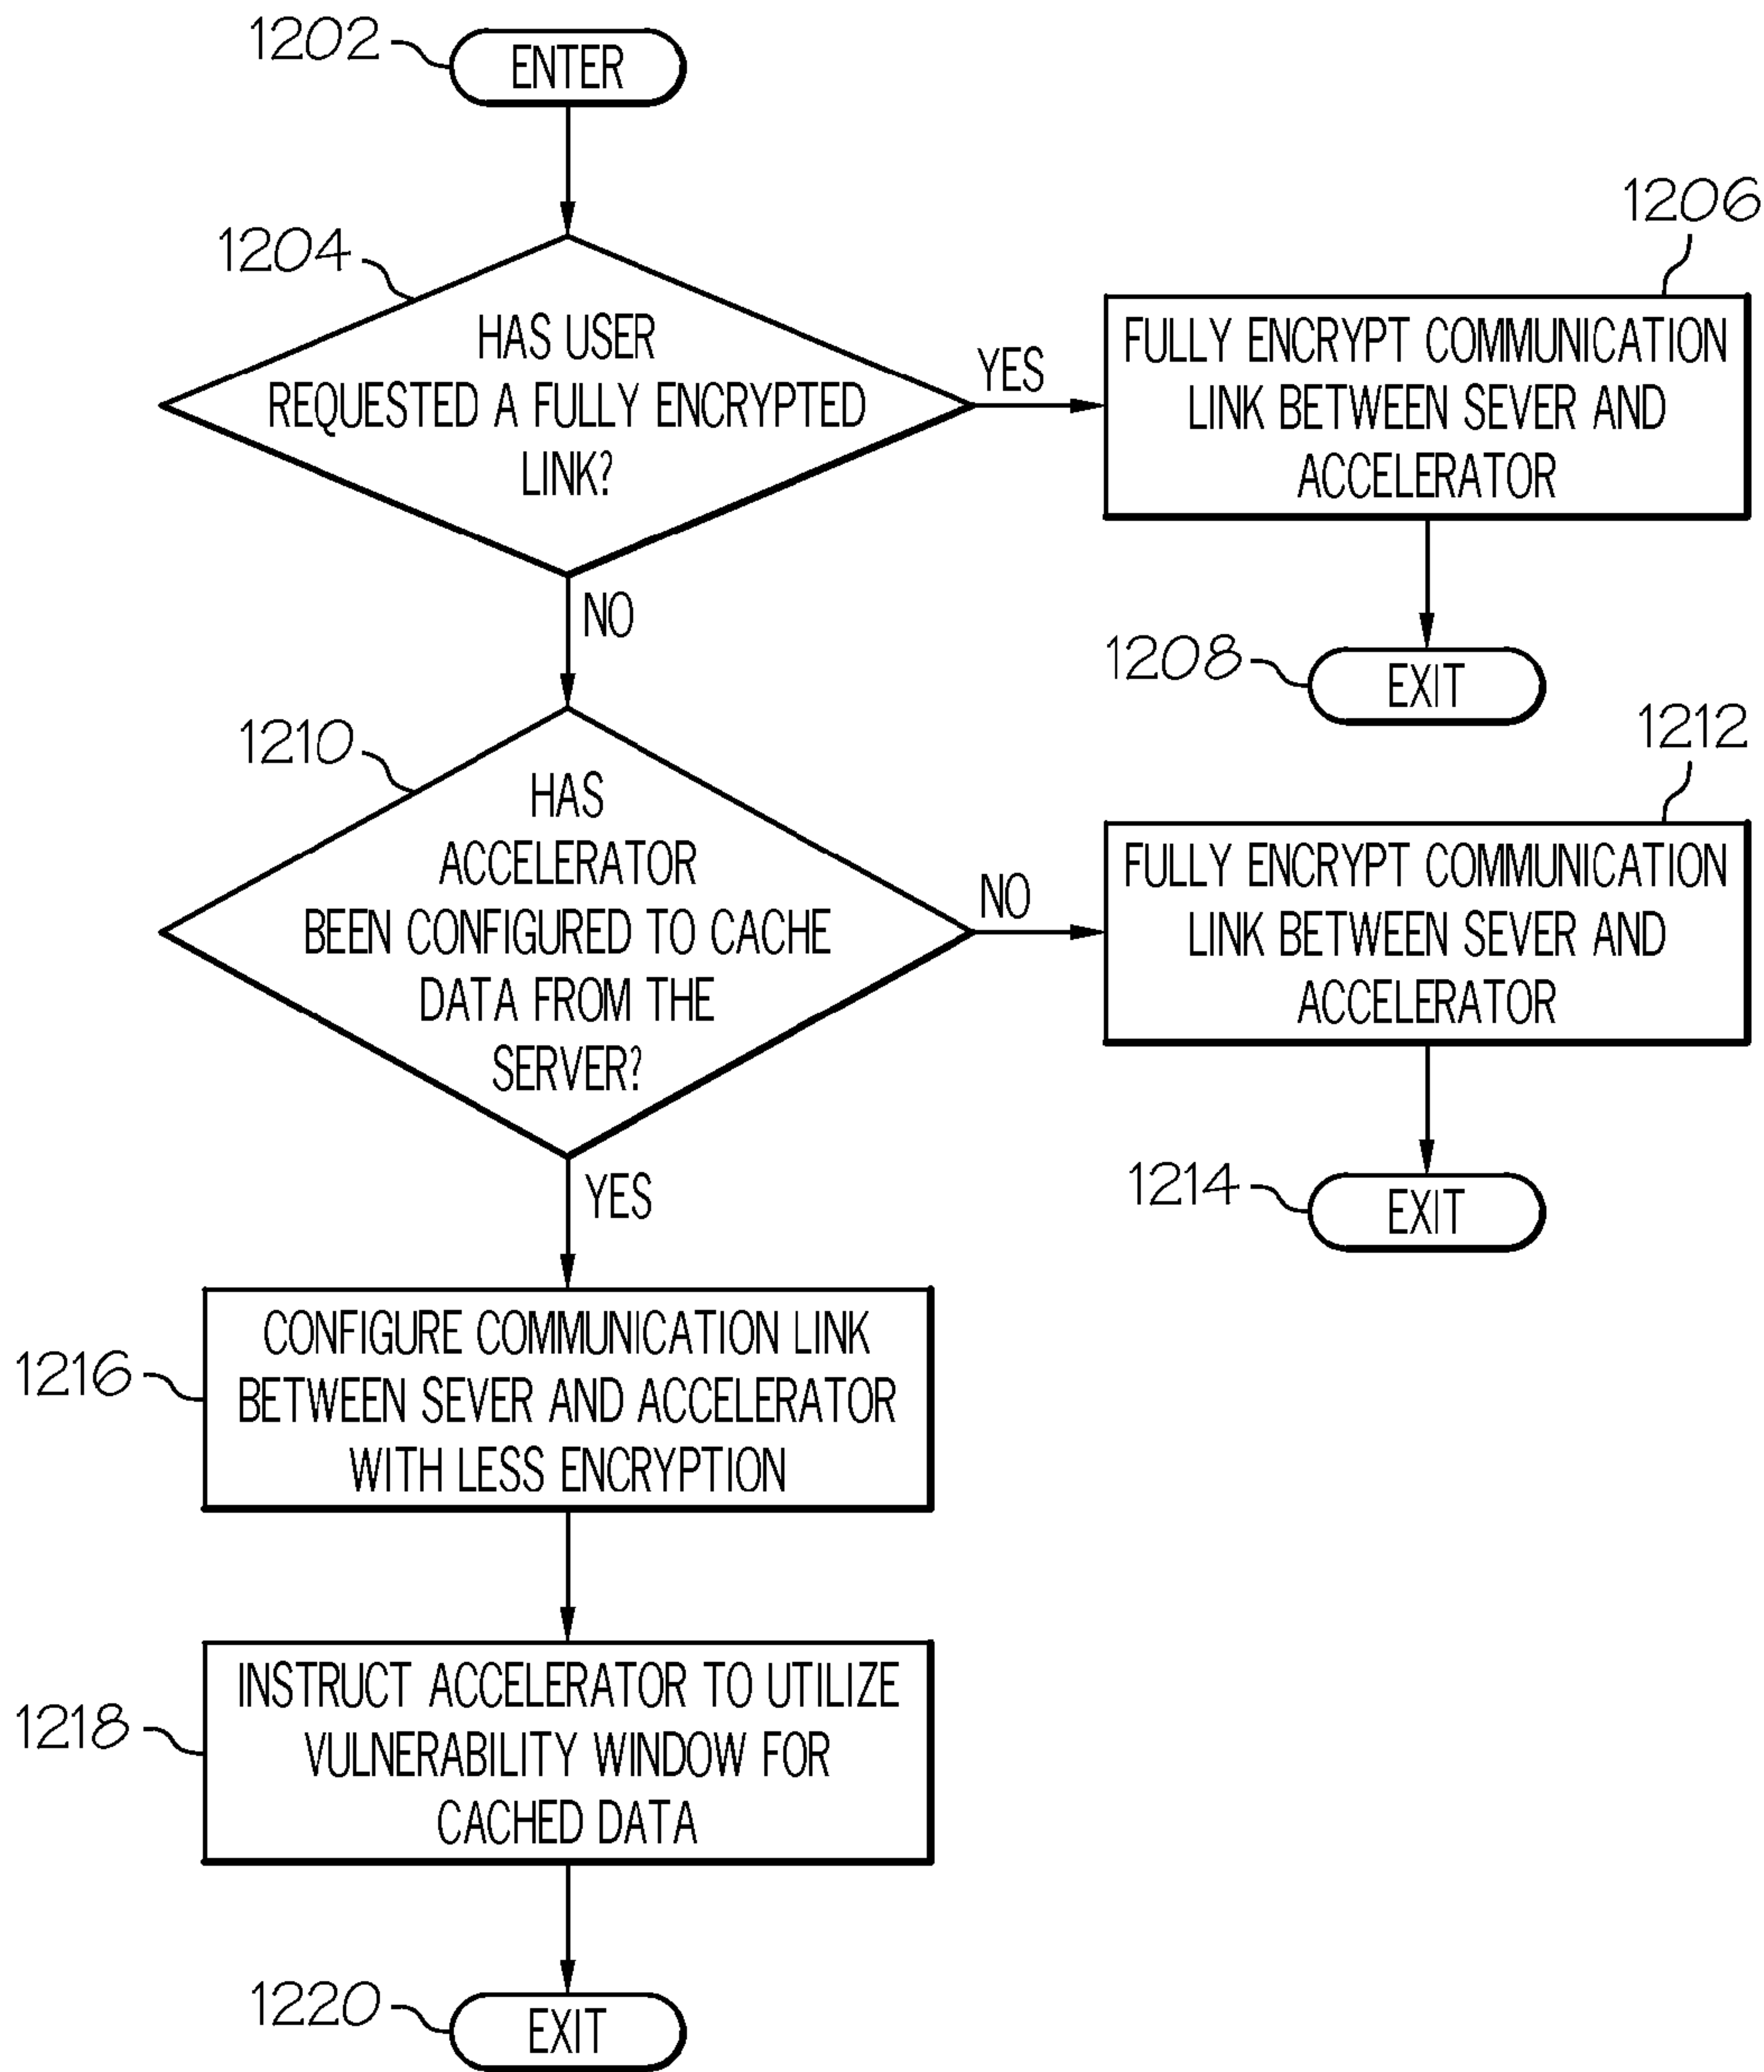 1202
ENTER
1204
HAS USER
REQUESTED A FULLY ENCRYPTED
LINK?
YES
1206
FULLY ENCRYPT COMMUNICATION
LINK BETWEEN SEVER AND
ACCELERATOR
1208
EXIT
NO
1210
HAS
ACCELERATOR
BEEN CONFIGURED TO CACHE
DATA FROM THE
SERVER?
NO
1212
FULLY ENCRYPT COMMUNICATION
LINK BETWEEN SEVER AND
ACCELERATOR
1214
EXIT
YES
1216
CONFIGURE COMMUNICATION LINK
BETWEEN SEVER AND ACCELERATOR
WITH LESS ENCRYPTION
1218
INSTRUCT ACCELERATOR TO UTILIZE
VULNERABILITY WINDOW FOR
CACHED DATA
1220
EXIT